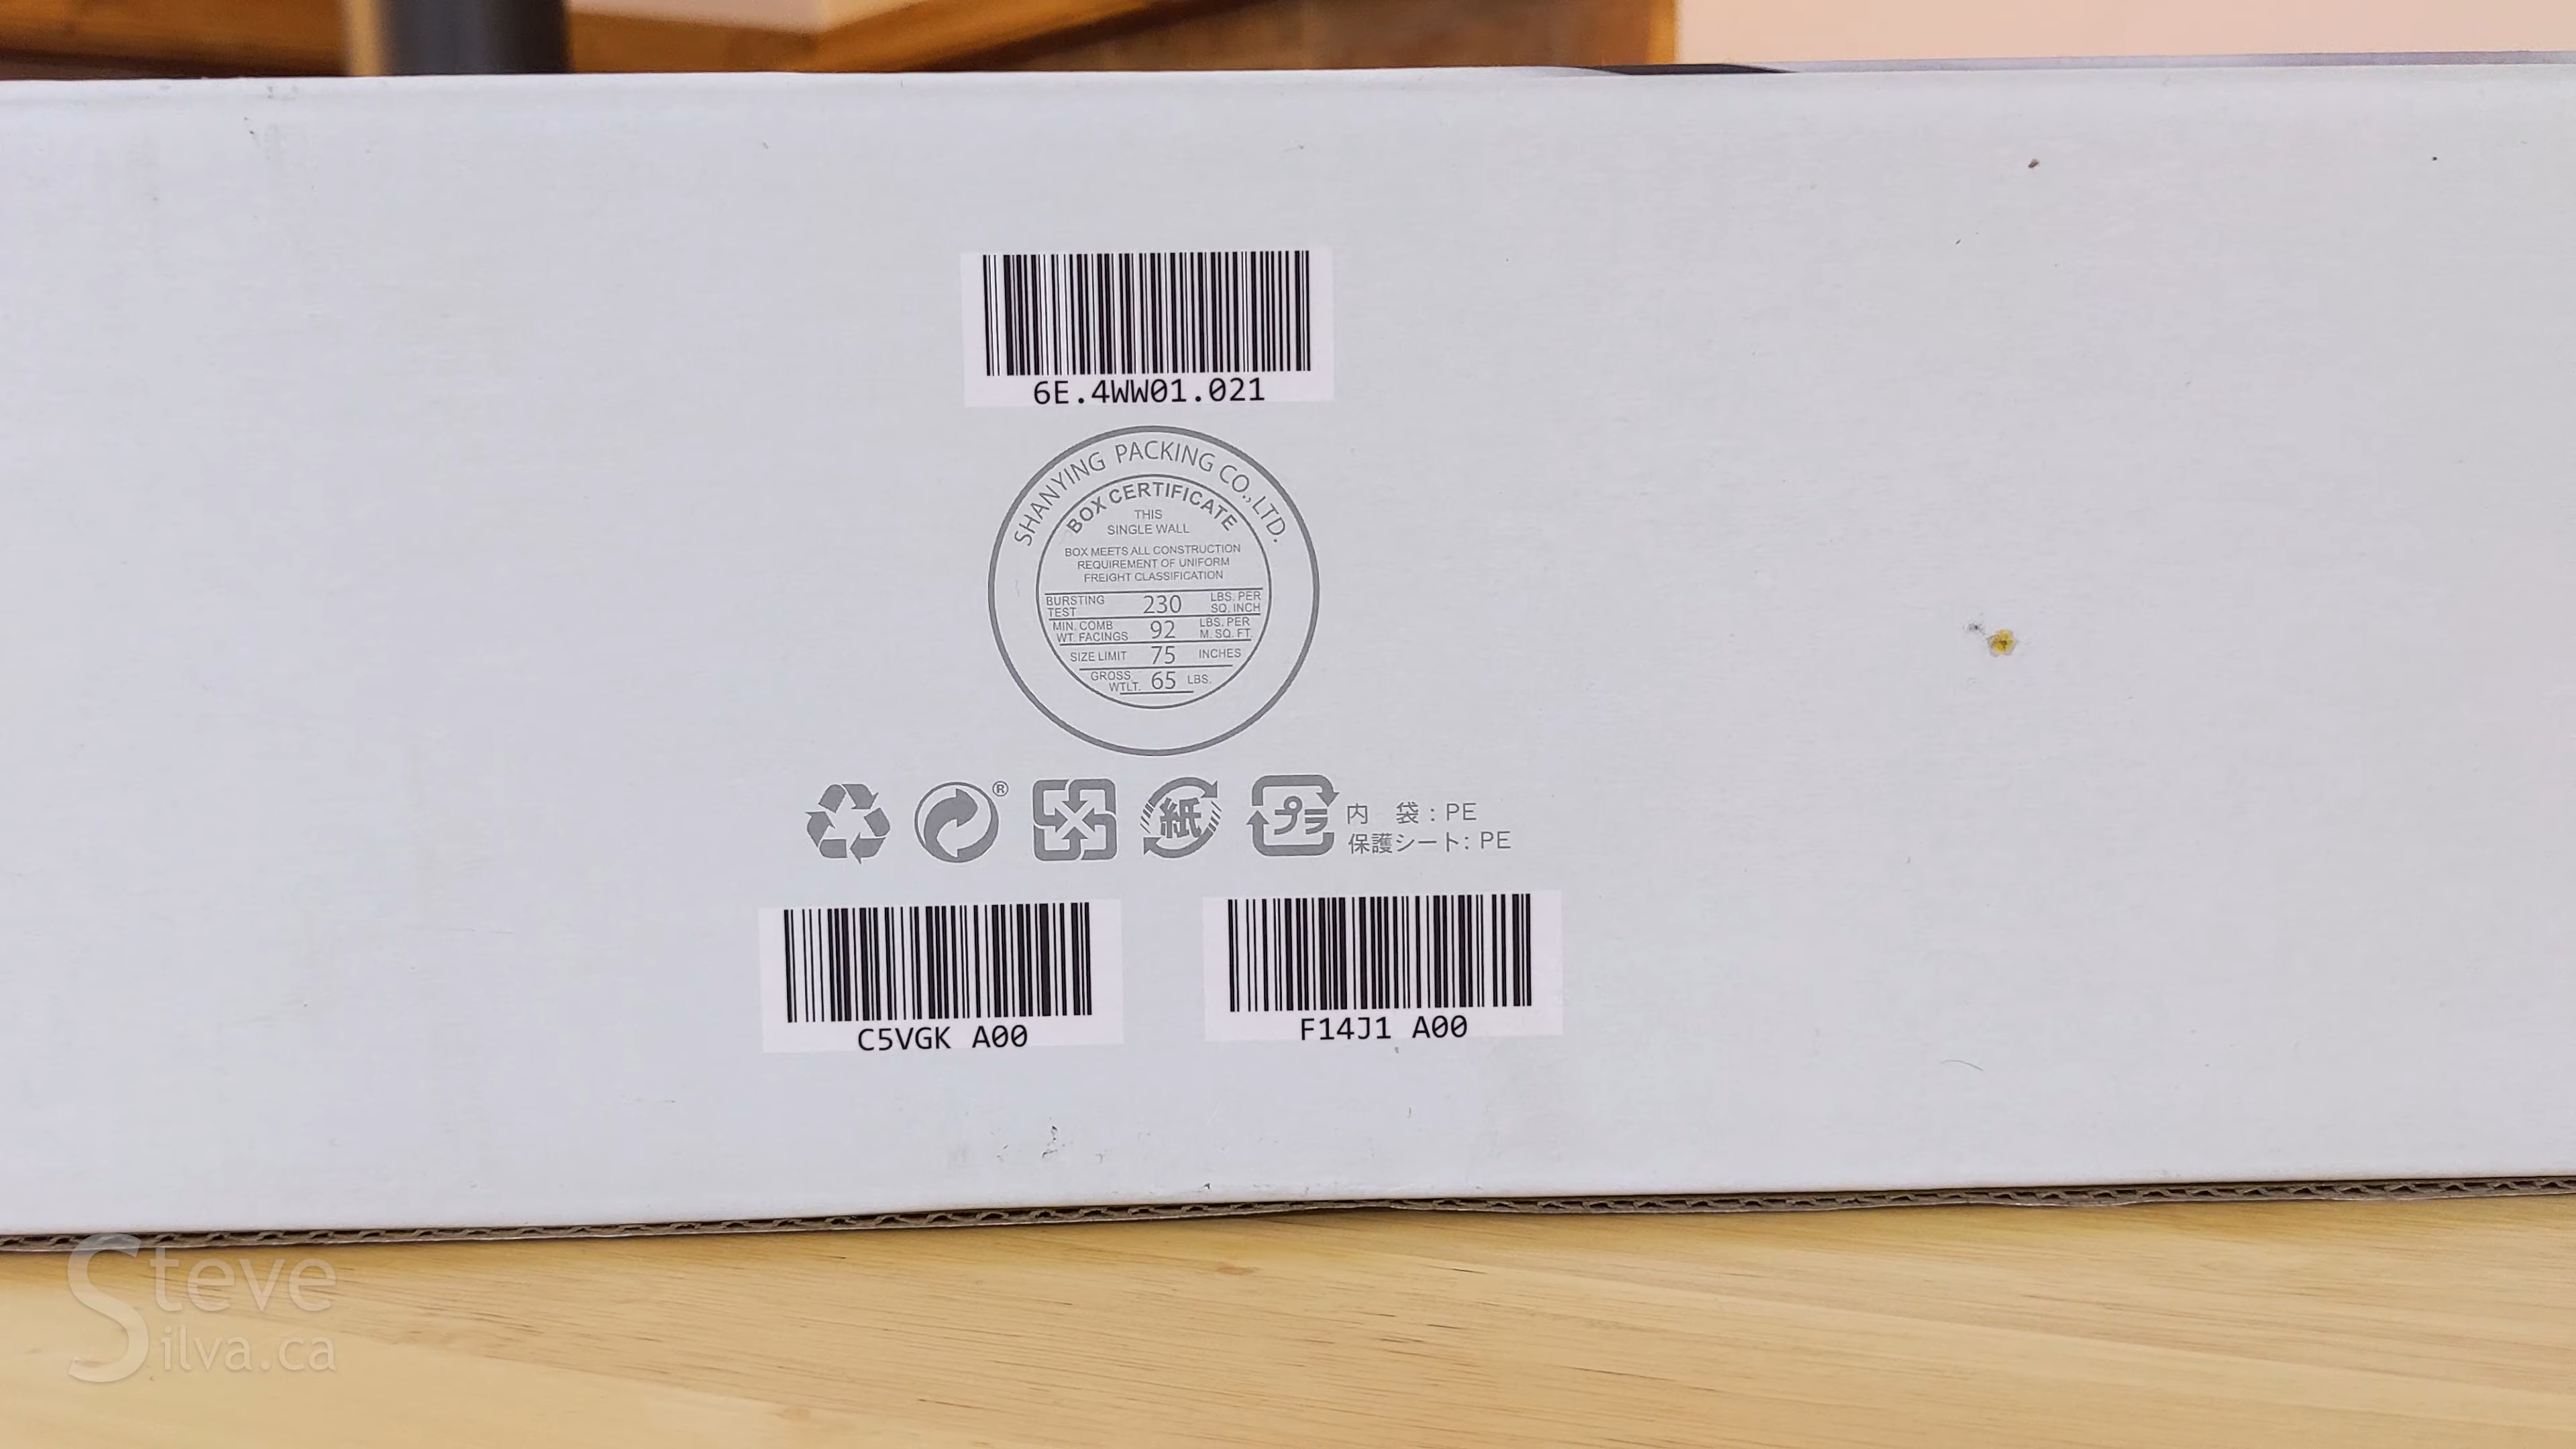 6E.4WW01.021
SHANYING PACKING CO., LTD.
BOX CERTIFICATE
THIS
SINGLE WALL
BOX MEETS ALL CONSTRUCTION
REQUIREMENT OF UNIFORM
FREIGHT CLASSIFICATION
BURSTING TEST 230 LBS. PER SQ. INCH
MIN. COMB WT. FACINGS 92 LBS. PER M. SQ. FT.
SIZE LIMIT 75 INCHES
GROSS WTLT. 65 LBS.
®
紙
プラ
内 袋 : PE
保護シート: PE
C5VGK A00
F14J1 A00
Steve
Silva.ca